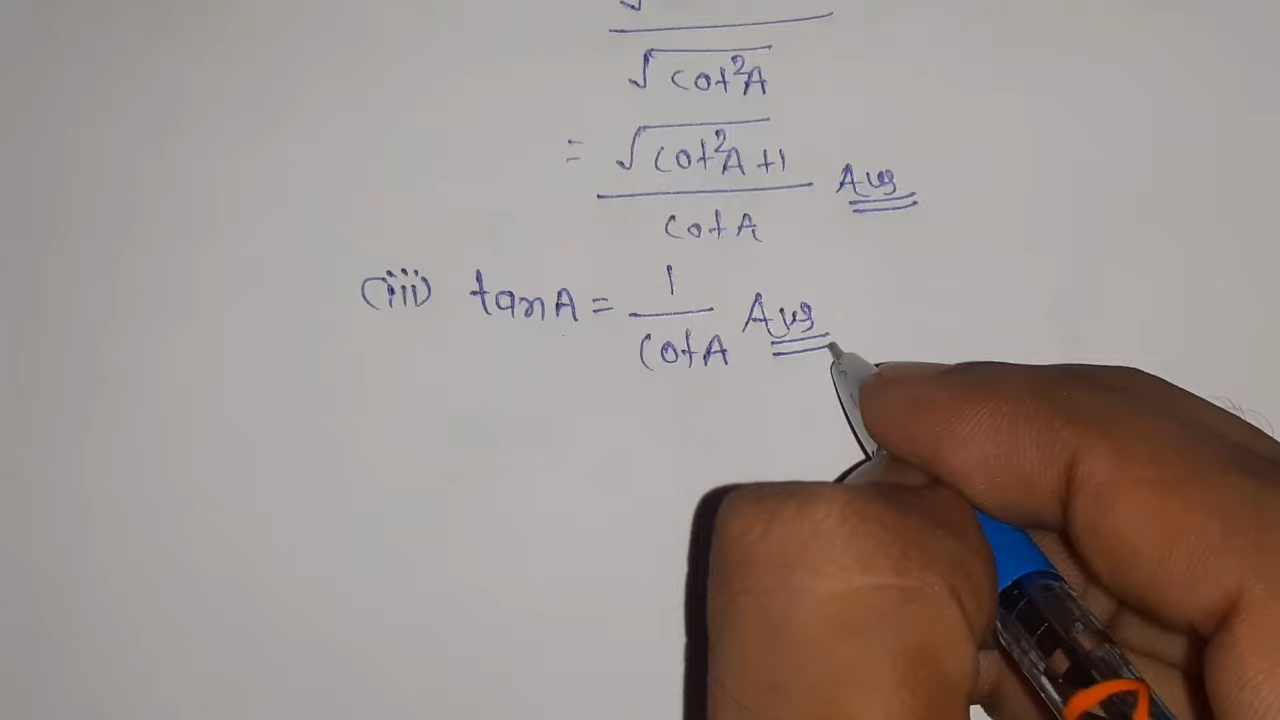 √cot²A
= √cot²A+1 / cotA Ans
(iii) tanA = 1/cotA Ans